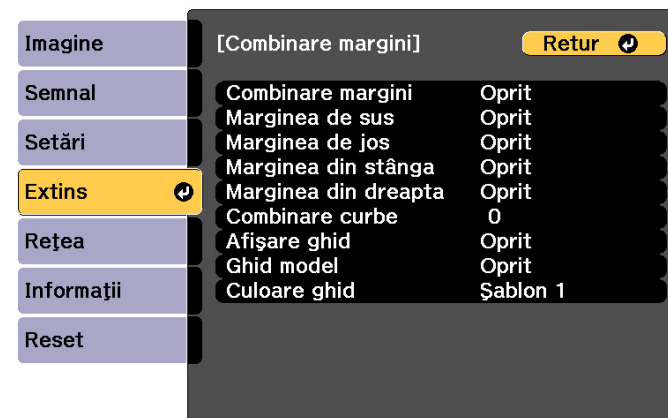 Imagine
Semnal
Setări
Extins
Reţea
Informaţii
Reset
[Combinare margini] Retur
Combinare margini Oprit
Marginea de sus Oprit
Marginea de jos Oprit
Marginea din stânga Oprit
Marginea din dreapta Oprit
Combinare curbe 0
Afişare ghid Oprit
Ghid model Oprit
Culoare ghid Şablon 1